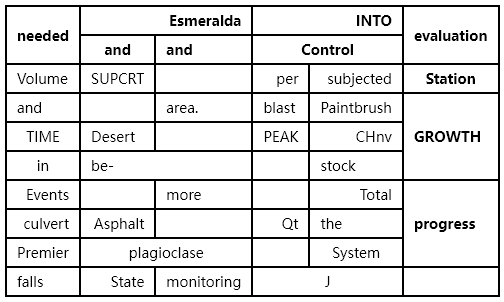 needed Esmeralda INTO evaluation
and and Control
Volume SUPCRT per subjected Station
and area. blast Paintbrush GROWTH
TIME Desert PEAK CHnv
in be- stock
Events more Total progress
culvert Asphalt Qt the
Premier plagioclase System
falls State monitoring J